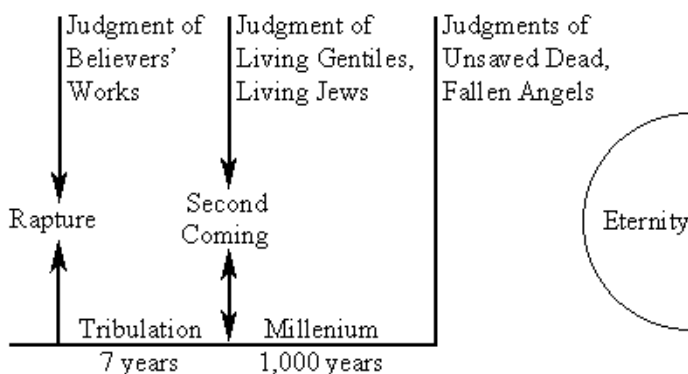 Judgment of
Believers'
Works
Judgment of
Living Gentiles,
Living Jews
Judgments of
Unsaved Dead,
Fallen Angels
Rapture
Second
Coming
Eternity
Tribulation
7 years
Millenium
1,000 years